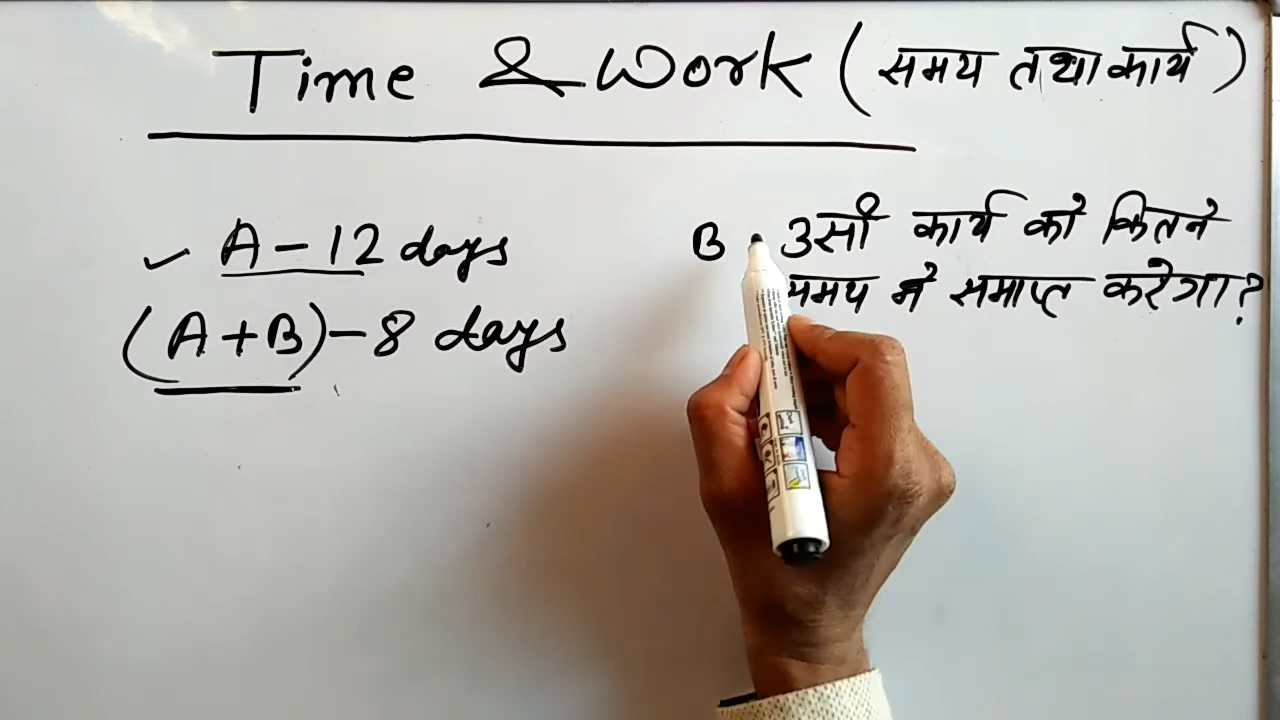 Time & Work (समय तथा कार्य)
✓ A - 12 days
(A + B) - 8 days
B उसी कार्य को कितने
समय मे समाप्त करेगा?